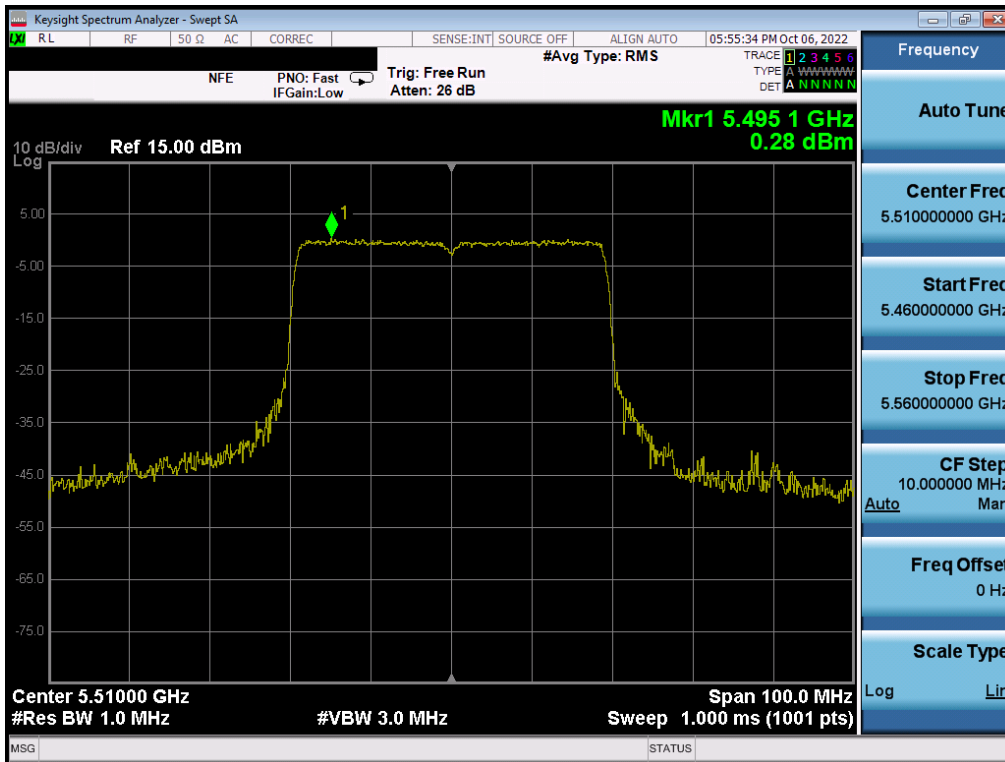 Keysight Spectrum Analyzer - Swept SA
LXI RL RF 50 Ω AC CORREC SENSE:INT SOURCE OFF ALIGN AUTO 05:55:34 PM Oct 06, 2022
#Avg Type: RMS
NFE PNO: Fast Trig: Free Run
IFGain:Low Atten: 26 dB
TRACE 1 2 3 4 5 6
TYPE A WWWWW
DET A N N N N N
Mkr1 5.495 1 GHz
0.28 dBm
10 dB/div Ref 15.00 dBm
Log
1
5.00
-5.00
-15.0
-25.0
-35.0
-45.0
-55.0
-65.0
-75.0
Center 5.51000 GHz Span 100.0 MHz
#Res BW 1.0 MHz #VBW 3.0 MHz Sweep 1.000 ms (1001 pts)
MSG STATUS
Frequency
Auto Tune
Center Freq
5.510000000 GHz
Start Freq
5.460000000 GHz
Stop Freq
5.560000000 GHz
CF Step
10.000000 MHz
Auto Man
Freq Offset
0 Hz
Scale Type
Log Lin